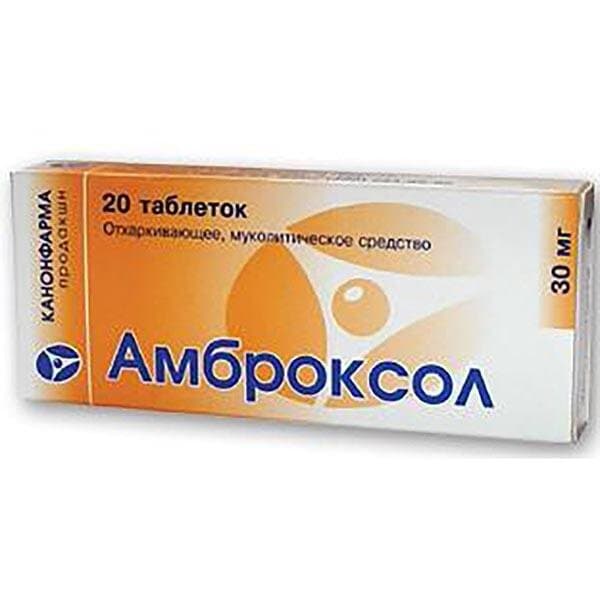 КАНОНФАРМА
продакшн
20 таблеток
Отхаркивающее, муколитическое средство
30 мг
Амброксол